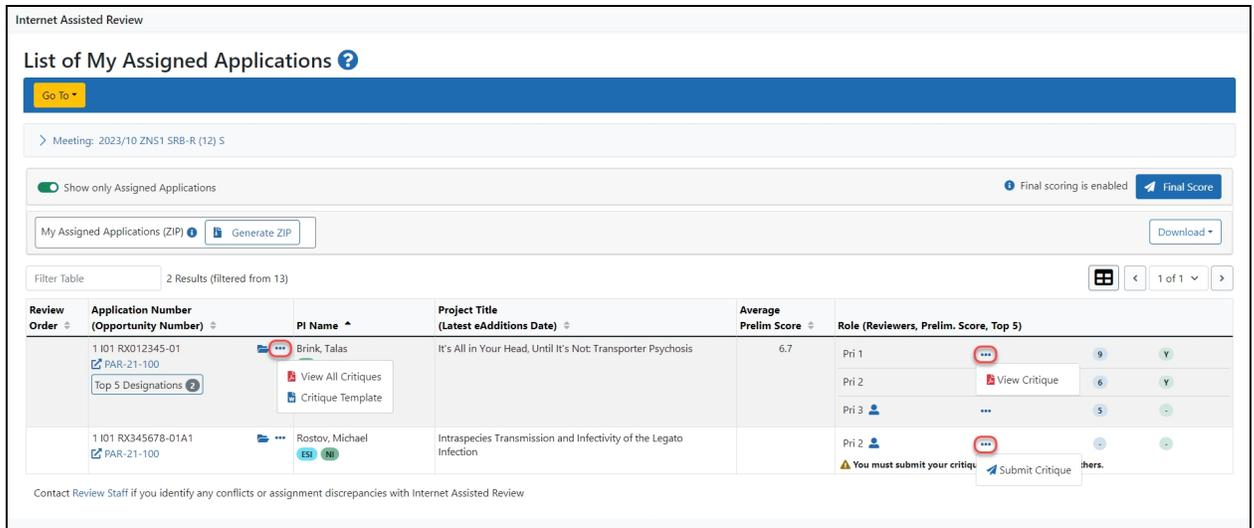 Internet Assisted Review
List of My Assigned Applications ?
Go To
Meeting: 2023/10 ZNS1 SRB-R (12) S
Show only Assigned Applications
Final scoring is enabled
Final Score
My Assigned Applications (ZIP)
Generate ZIP
Download
Filter Table
2 Results (filtered from 13)
1 of 1
Review Order
Application Number (Opportunity Number)
PI Name
Project Title (Latest eAdditions Date)
Average Prelim Score
Role (Reviewers, Prelim. Score, Top 5)
1 I01 RX012345-01
PAR-21-100
Top 5 Designations 2
View All Critiques
Critique Template
Brink, Talas
It's All in Your Head, Until It's Not: Transporter Psychosis
6.7
Pri 1 ... 9 Y
View Critique
Pri 2 6 Y
Pri 3 ... 5 -
1 I01 RX345678-01A1
PAR-21-100
Rostov, Michael
ESI NI
Intraspecies Transmission and Infectivity of the Legato
Infection
Pri 2 ... - -
You must submit your critiqu
hers.
Submit Critique
Contact Review Staff if you identify any conflicts or assignment discrepancies with Internet Assisted Review